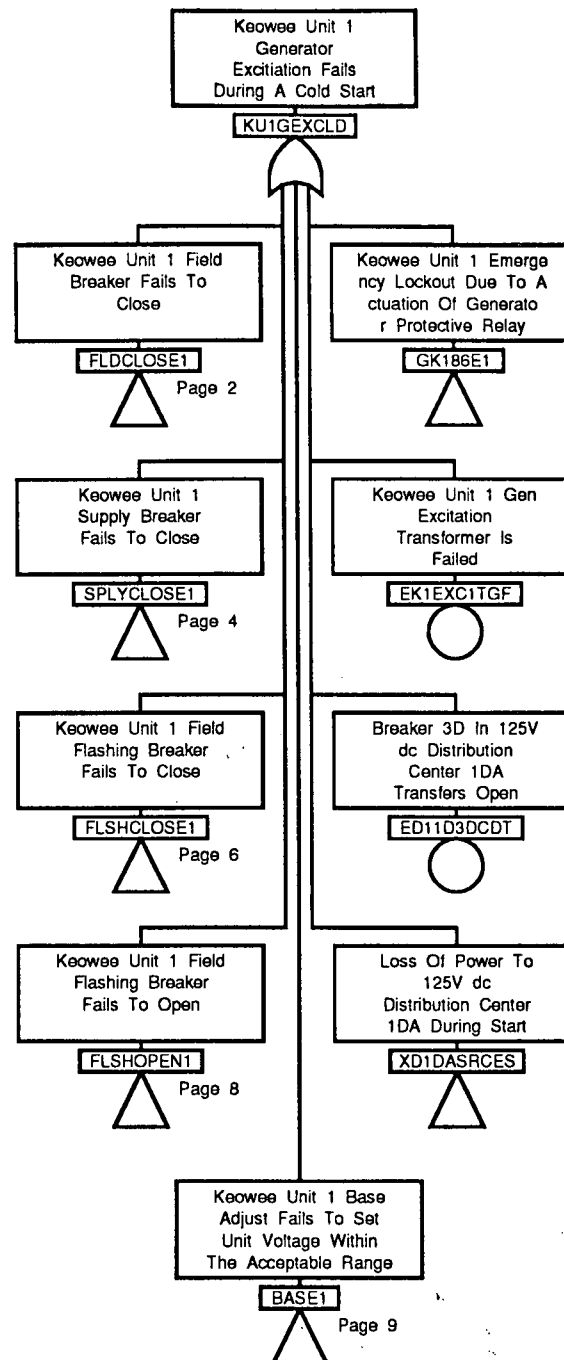 Keowee Unit 1
Generator
Excitiation Fails
During A Cold Start
KU1GEXCLD
Keowee Unit 1 Field
Breaker Fails To
Close
FLDCLOSE1
Page 2
Keowee Unit 1 Emerge
ncy Lockout Due To A
ctuation Of Generato
r Protective Relay
GK186E1
Keowee Unit 1
Supply Breaker
Fails To Close
SPLYCLOSE1
Page 4
Keowee Unit 1 Gen
Excitation
Transformer Is
Failed
EK1EXC1TGF
Keowee Unit 1 Field
Flashing Breaker
Fails To Close
FLSHCLOSE1
Page 6
Breaker 3D In 125V
dc Distribution
Center 1DA
Transfers Open
ED11D3DCDT
Keowee Unit 1 Field
Flashing Breaker
Fails To Open
FLSHOPEN1
Page 8
Loss Of Power To
125V dc
Distribution Center
1DA During Start
XD1DASRCES
Keowee Unit 1 Base
Adjust Fails To Set
Unit Voltage Within
The Acceptable Range
BASE1
Page 9